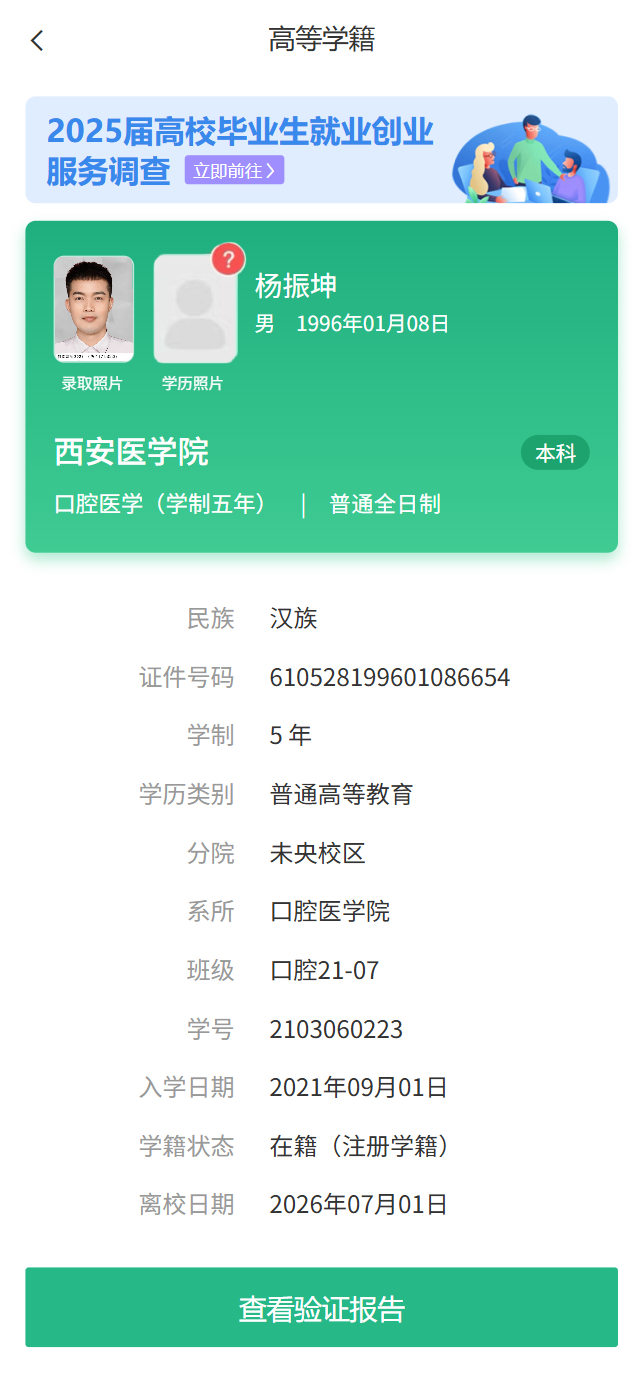 高等学籍
2025届高校毕业生就业创业
服务调查 立即前往
?
杨振坤
男 1996年01月08日
录取照片 学历照片
西安医学院 本科
口腔医学（学制五年） | 普通全日制
民族 汉族
证件号码 610528199601086654
学制 5 年
学历类别 普通高等教育
分院 未央校区
系所 口腔医学院
班级 口腔21-07
学号 2103060223
入学日期 2021年09月01日
学籍状态 在籍（注册学籍）
离校日期 2026年07月01日
查看验证报告